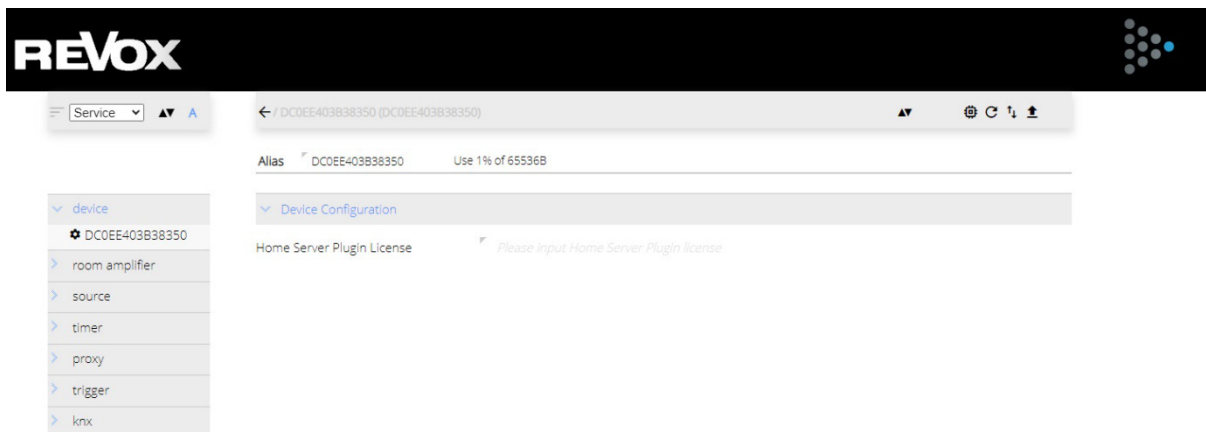 REVOX
Service A
/ DC0EE403B38350 (DC0EE403B38350)
Alias DC0EE403B38350 Use 1% of 65536B
device
DC0EE403B38350
room amplifier
source
timer
proxy
trigger
knx
Device Configuration
Home Server Plugin License Please input Home Server Plugin license